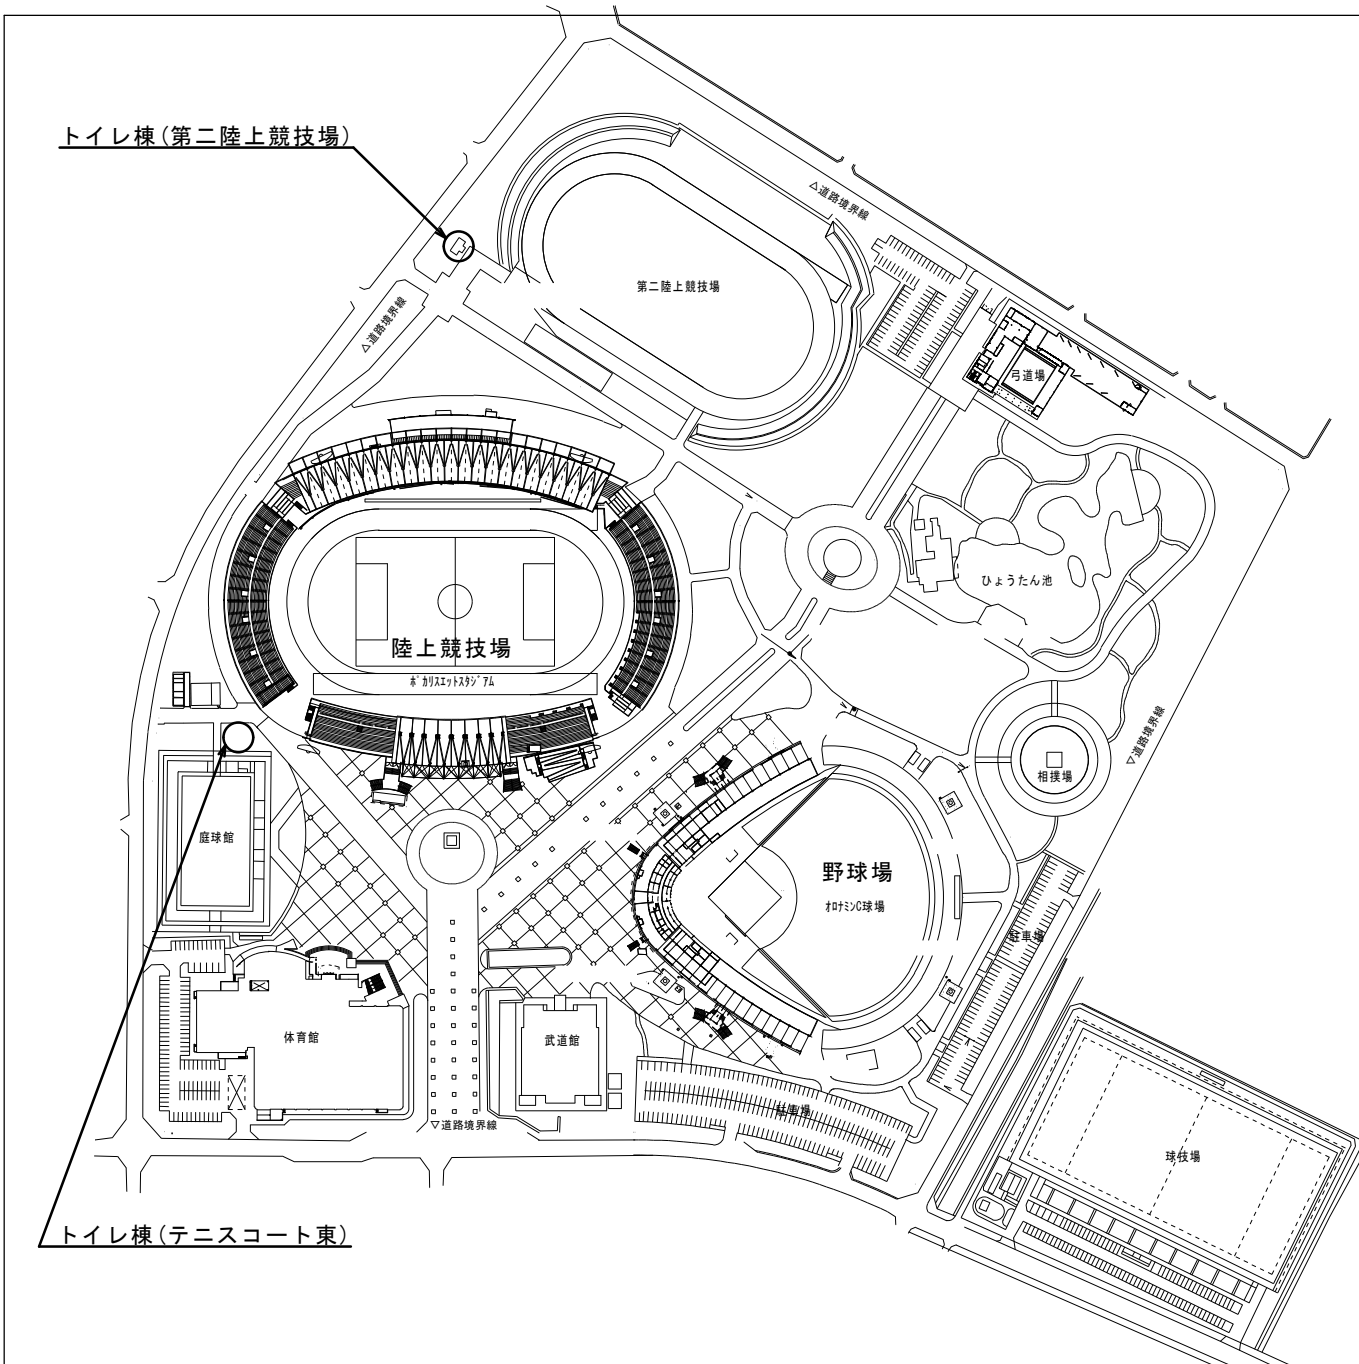 トイレ棟(第二陸上競技場)
△道路境界線
第二陸上競技場
△道路境界線
弓道場
ひょうたん池
陸上競技場
ポカリスエットスタジアム
▽道路境界線
相撲場
庭球館
野球場
オロナミンC球場
駐車場
体育館
武道館
駐車場
▽道路境界線
球技場
トイレ棟(テニスコート東)